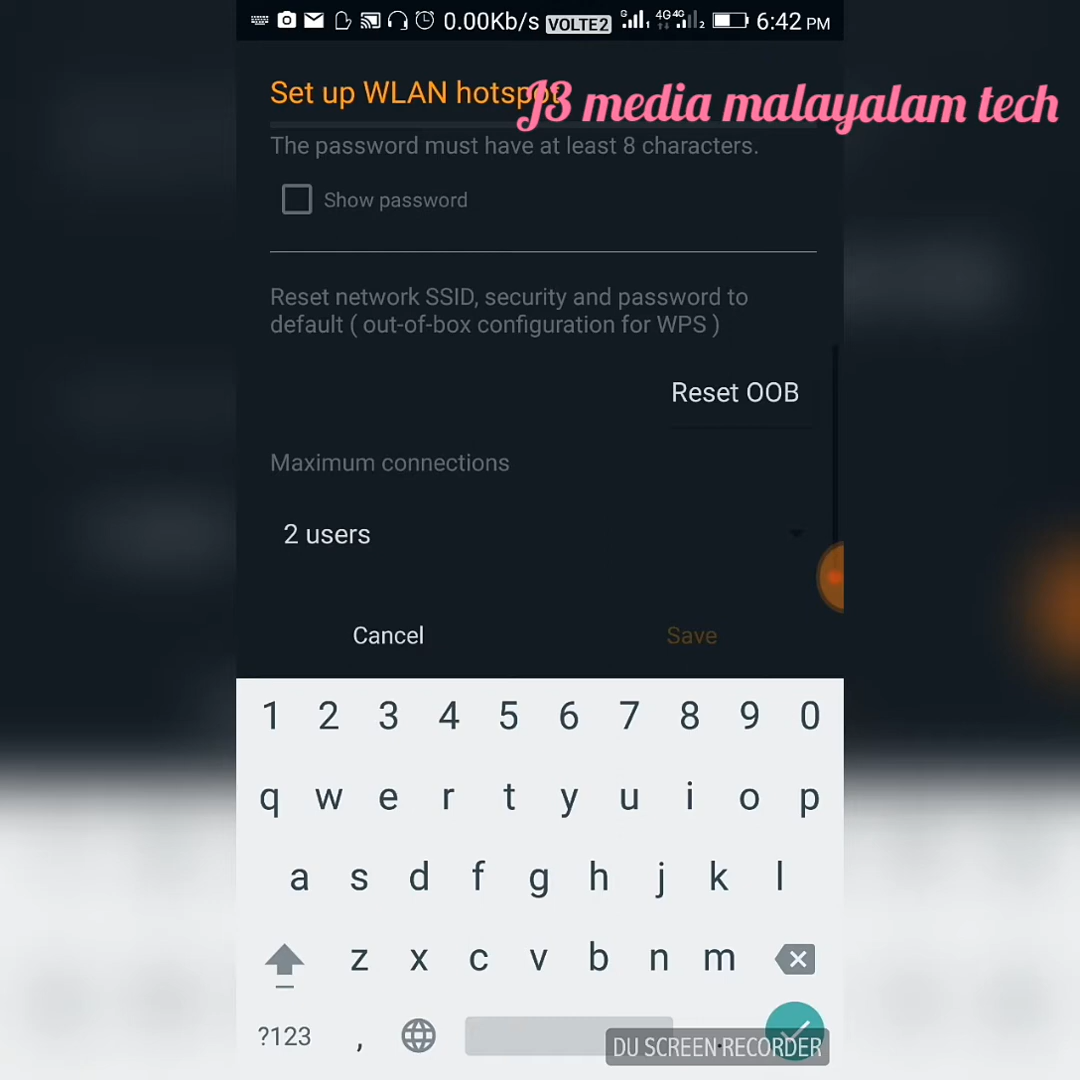 0.00Kb/s VOLTE2 G 1 4G4G 2 6:42 PM
Set up WLAN hotspot
J3 media malayalam tech
The password must have at least 8 characters.
Show password
Reset network SSID, security and password to
default ( out-of-box configuration for WPS )
Reset OOB
Maximum connections
2 users
Cancel Save
1 2 3 4 5 6 7 8 9 0
q w e r t y u i o p
a s d f g h j k l
z x c v b n m
?123 , .
DU SCREEN RECORDER